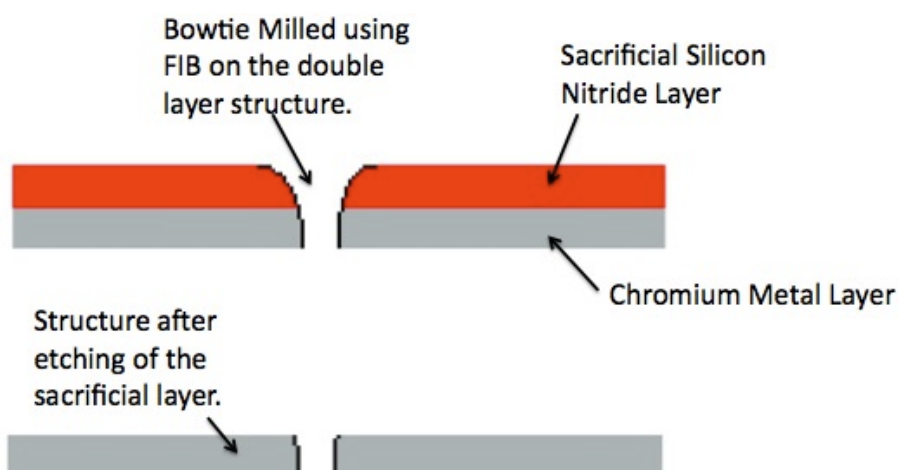 Bowtie Milled using
FIB on the double
layer structure.
Sacrificial Silicon
Nitride Layer
Chromium Metal Layer
Structure after
etching of the
sacrificial layer.